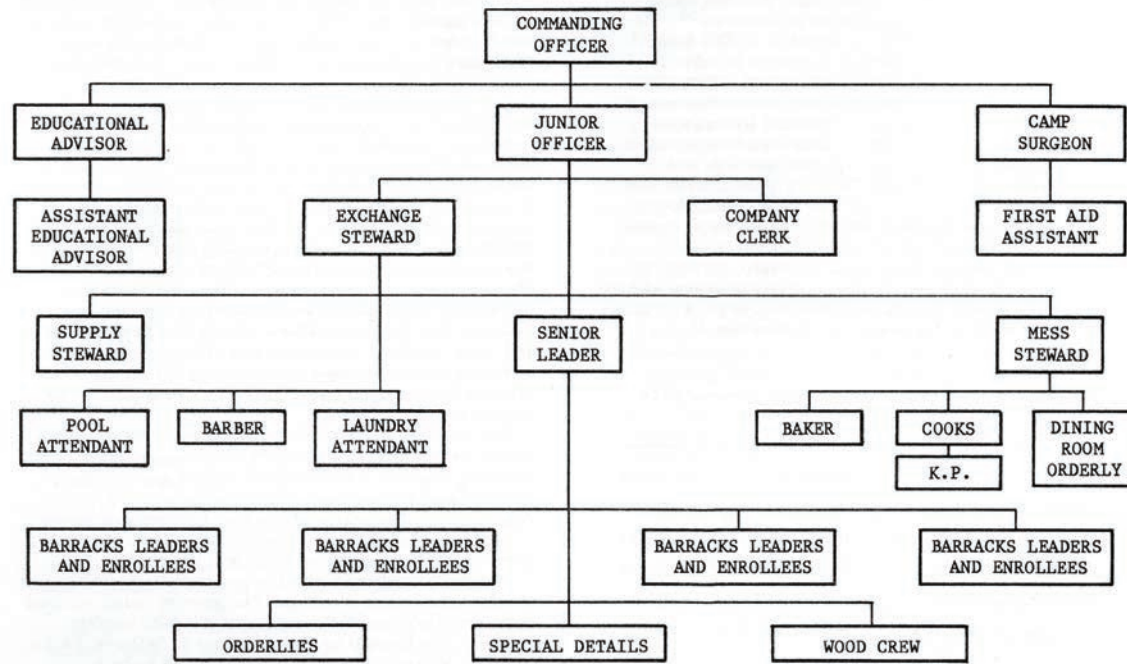 COMMANDING
OFFICER
EDUCATIONAL
ADVISOR
JUNIOR
OFFICER
CAMP
SURGEON
ASSISTANT
EDUCATIONAL
ADVISOR
EXCHANGE
STEWARD
COMPANY
CLERK
FIRST AID
ASSISTANT
SUPPLY
STEWARD
SENIOR
LEADER
MESS
STEWARD
POOL
ATTENDANT
BARBER
LAUNDRY
ATTENDANT
BAKER
COOKS
K.P.
DINING
ROOM
ORDERLY
BARRACKS LEADERS
AND ENROLLEES
BARRACKS LEADERS
AND ENROLLEES
BARRACKS LEADERS
AND ENROLLEES
BARRACKS LEADERS
AND ENROLLEES
ORDERLIES
SPECIAL DETAILS
WOOD CREW